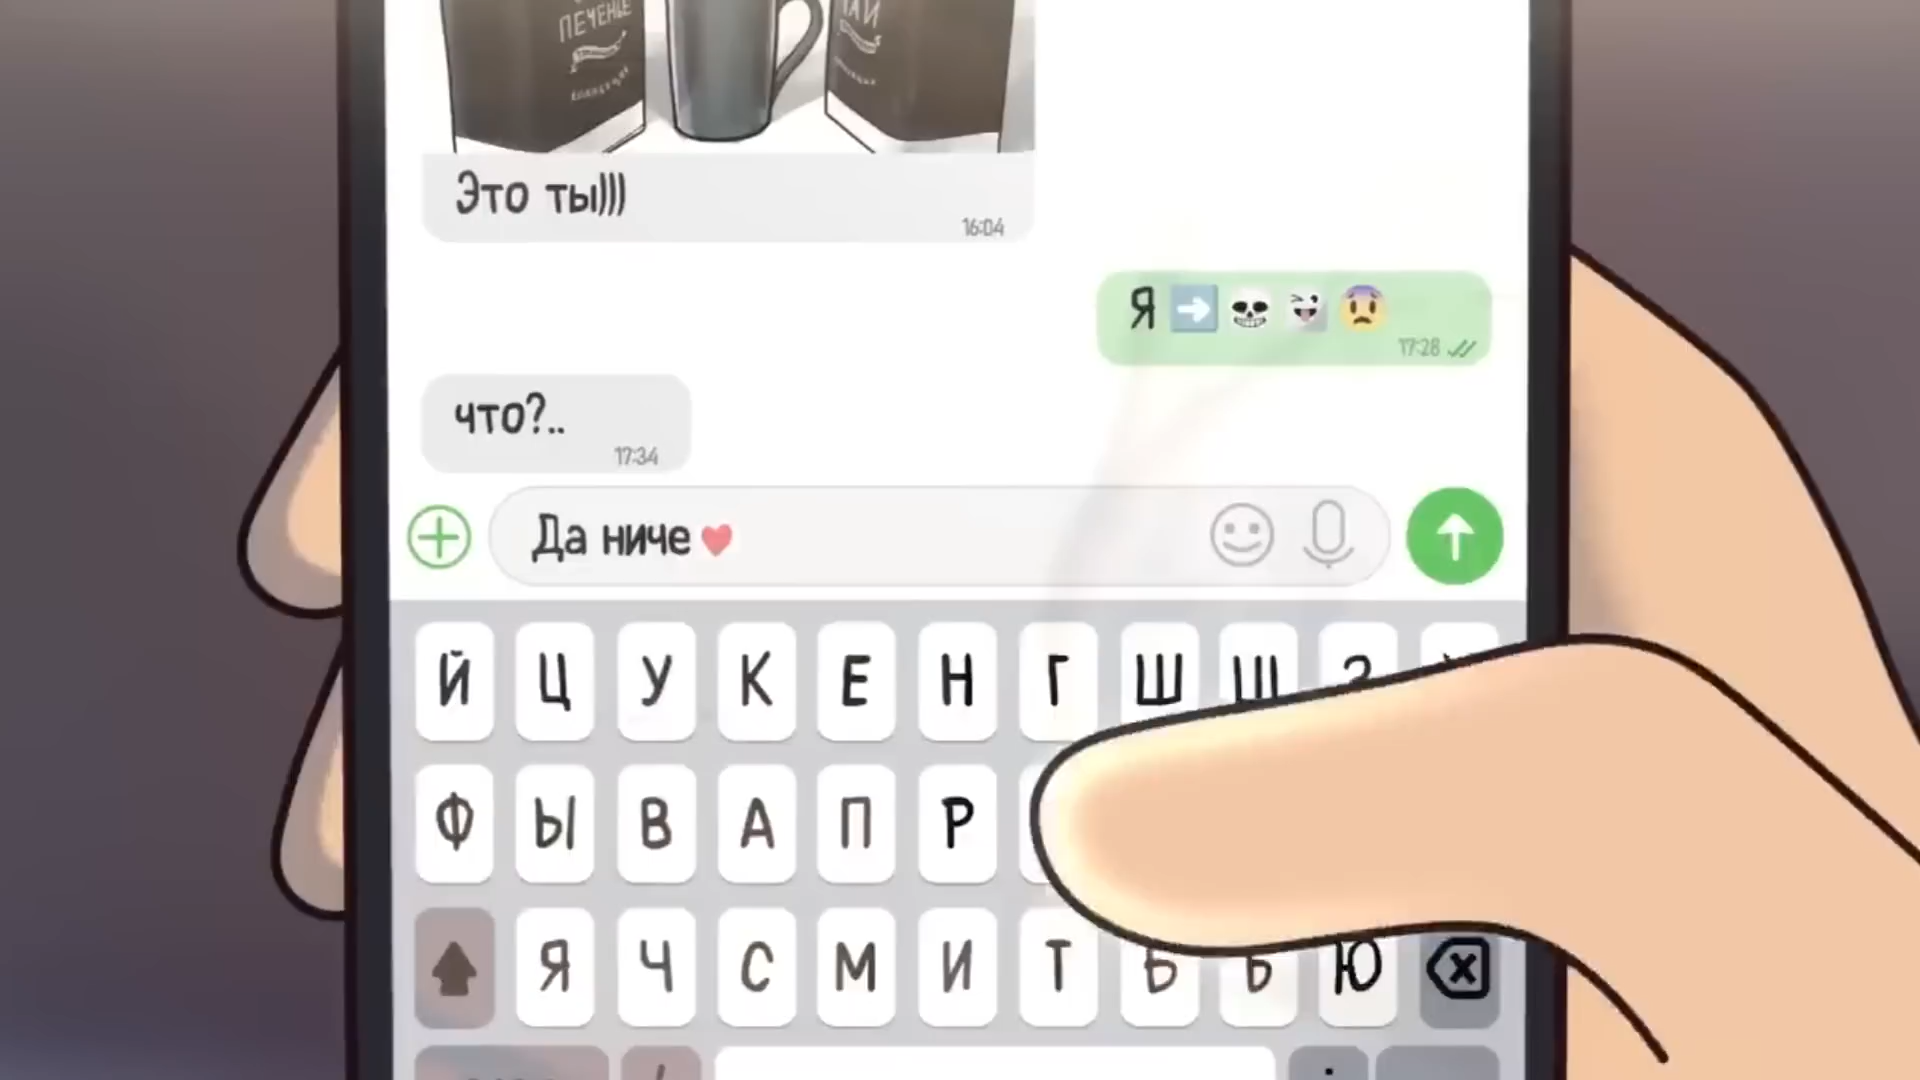 ПЕЧЕНЬЕ
ЧАЙ
Это ты)))
16:04
Я ➡️ 💀 😜 😨
17:28
что?..
17:34
Да ниче ❤
Й Ц У К Е Н Г Ш Щ З
Ф Ы В А П Р
Я Ч С М И Т Ь Б Ю